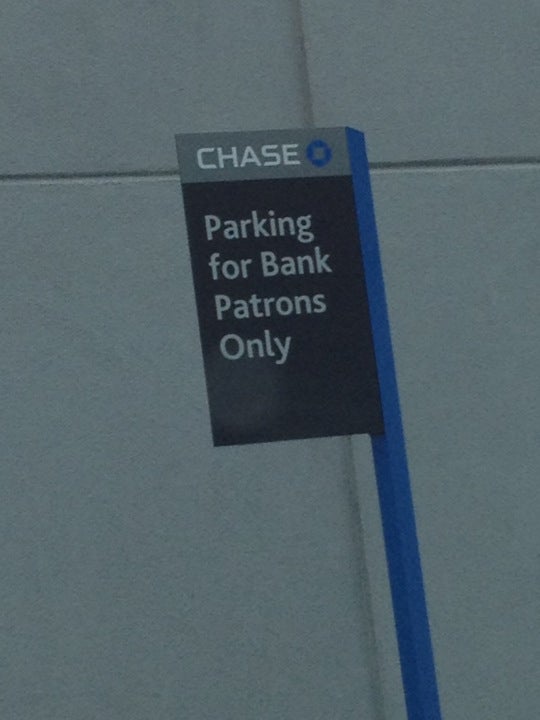 CHASE
Parking
for Bank
Patrons
Only